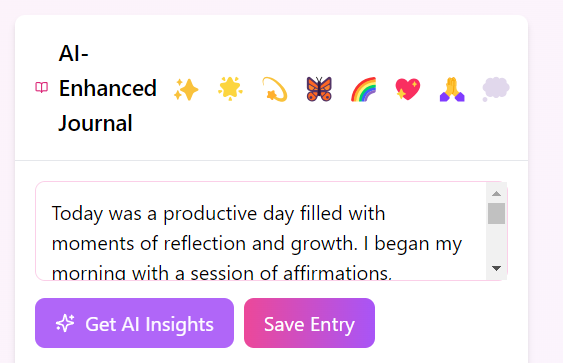 AI-
Enhanced
Journal
✨ 🌟 💫 🦋 🌈 💖 🙏 💭
Today was a productive day filled with
moments of reflection and growth. I began my
morning with a session of affirmations,
Get AI Insights
Save Entry